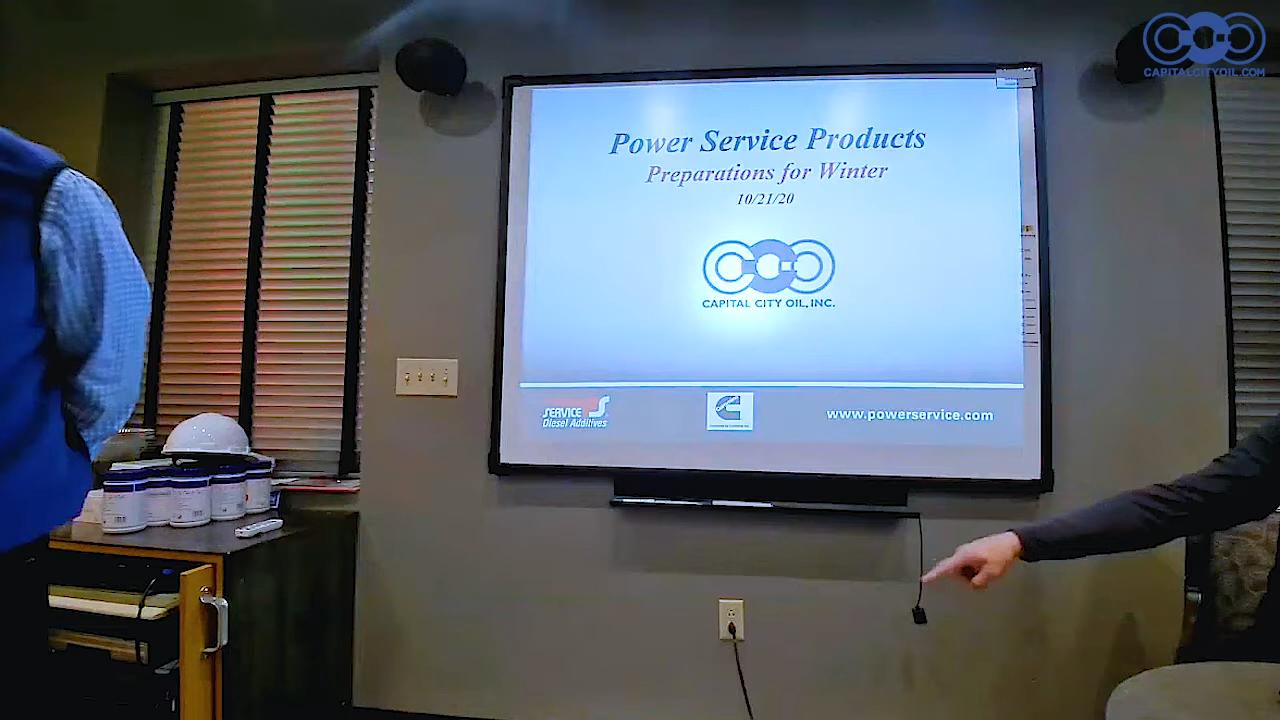 CAPITALCITYOIL.COM
Power Service Products
Preparations for Winter
10/21/20
CAPITAL CITY OIL, INC.
SERVICE
Diesel Additives
www.powerservice.com